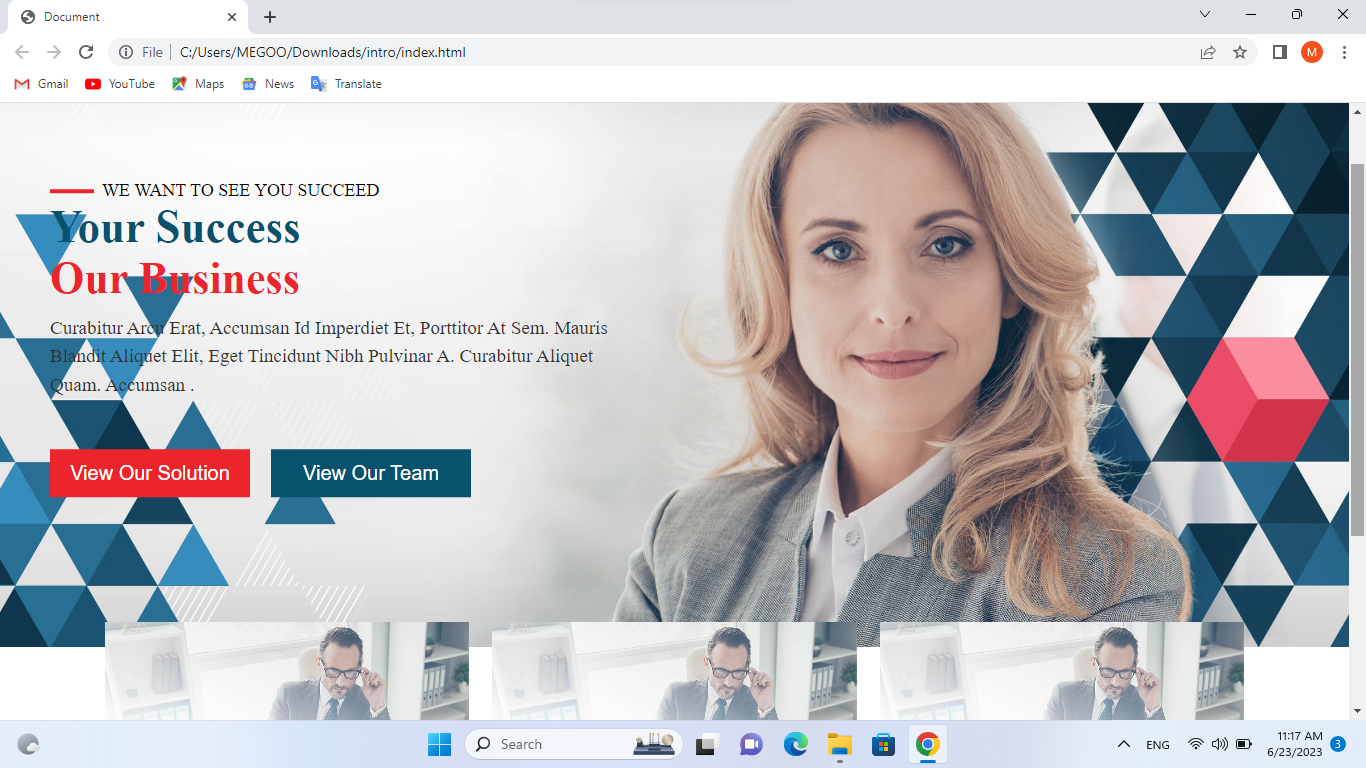 Document
File
C:/Users/MEGOO/Downloads/intro/index.html
M
Gmail
YouTube
Maps
News
Translate
WE WANT TO SEE YOU SUCCEED
Your Success
Our Business
Curabitur Arcu Erat, Accumsan Id Imperdiet Et, Porttitor At Sem. Mauris
Blandit Aliquet Elit, Eget Tincidunt Nibh Pulvinar A. Curabitur Aliquet
Quam. Accumsan .
View Our Solution
View Our Team
Search
ENG
11:17 AM
6/23/2023
3